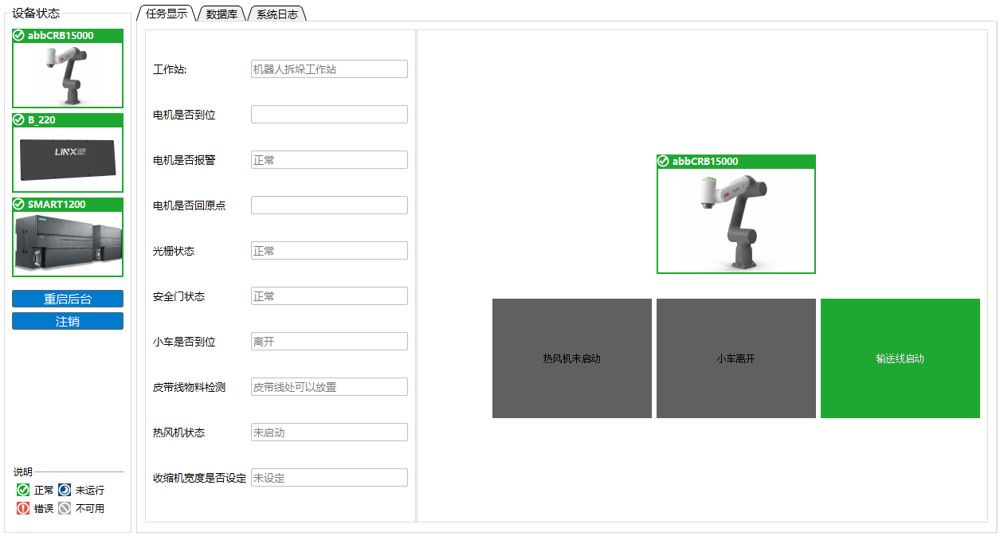 设备状态
abbCRB15000
B_220
LINX
SMART1200
重启后台
注销
说明
正常 未运行
错误 不可用
任务显示 数据库 系统日志
工作站: 机器人拆垛工作站
电机是否到位
电机是否报警 正常
电机是否回原点
光栅状态 正常
安全门状态 正常
小车是否到位 离开
皮带线物料检测 皮带线处可以放置
热风机状态 未启动
收缩机宽度是否设定 未设定
abbCRB15000
ABB
热风机未启动 小车离开 输送线启动